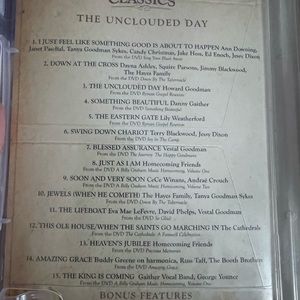 CLASSICS
THE UNCLOUDED DAY
1. I JUST FEEL LIKE SOMETHING GOOD IS ABOUT TO HAPPEN Ann Downing,
Janet Paschal, Tanya Goodman Sykes, Candy Christmas, Jake Hess, Ed Enoch, Jessy Dixon
From the DVD
2. DOWN AT THE CROSS Dayna Ashley, Squire Parsons, Jimmy Blackwood,
The Hayes Family
From the DVD Down By The Tabernacle
3. THE UNCLOUDED DAY Howard Goodman
From the DVD Ryman Gospel Reunion
4. SOMETHING BEAUTIFUL Danny Gaither
From the DVD Something Beautiful
5. THE EASTERN GATE Lily Weatherford
From the DVD Ryman Gospel Reunion
6. SWING DOWN CHARIOT Terry Blackwood, Jessy Dixon
From the DVD Joy In The Camp
7. BLESSED ASSURANCE Vestal Goodman
From the DVD The Journey The Happy Goodmans
8. JUST AS I AM Homecoming Friends
From the DVD A Billy Graham Music Homecoming, Volume One
9. SOON AND VERY SOON CeCe Winans, Andraé Crouch
From the DVD A Billy Graham Music Homecoming, Volume Two
10. JEWELS (WHEN HE COMETH) The Hayes Family, Tanya Goodman Sykes
From the DVD Down By The Tabernacle
11. THE LIFEBOAT Eva Mae LeFevre, David Phelps, Vestal Goodman
From the DVD
12. THIS OLE HOUSE/WHEN THE SAINTS GO MARCHING IN The Cathedrals
From the DVD The Cathedrals A Farewell Celebration
13. HEAVEN'S JUBILEE Homecoming Friends
From the DVD Precious Memories
14. AMAZING GRACE Buddy Greene on harmonica, Russ Taff, The Booth Brothers
From the DVD Amazing Grace
15. THE KING IS COMING Gaither Vocal Band, George Younce
From the DVD A Billy Graham Music Homecoming, Volume One
BONUS FEATURES